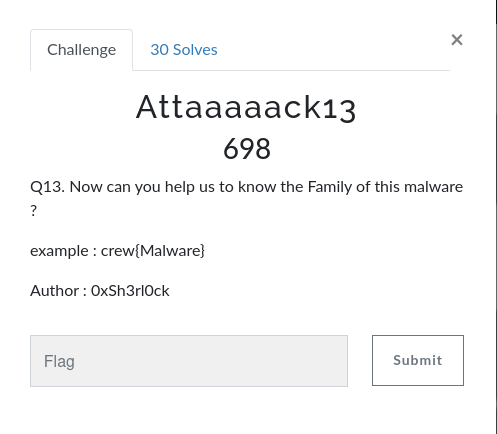 Challenge
30 Solves
×
Attaaaaack13
698
Q13. Now can you help us to know the Family of this malware
?
example : crew{Malware}
Author : 0xSh3rl0ck
Flag
Submit